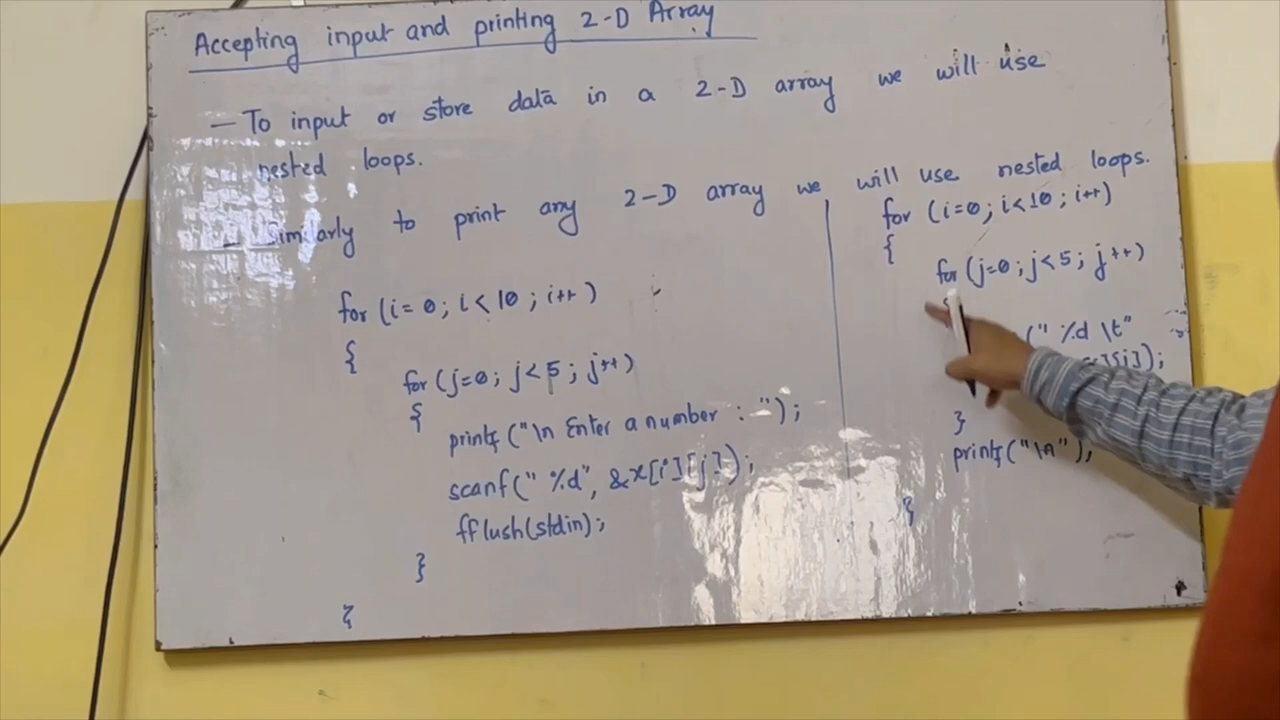 Accepting input and printing 2-D Array
— To input or store data in a 2-D array we will use
nested loops.
— Similarly to print any 2-D array we will use nested loops.
for (i=0; i<10; i++)
{
for (j=0; j<5; j++)
{
printf("\n Enter a number : ");
scanf("%d", &x[i][j]);
fflush(stdin);
}
}
for (i=0; i<10; i++)
{
for (j=0; j<5; j++)
{
(" %d \t"
[j]);
}
printf("\n");
}